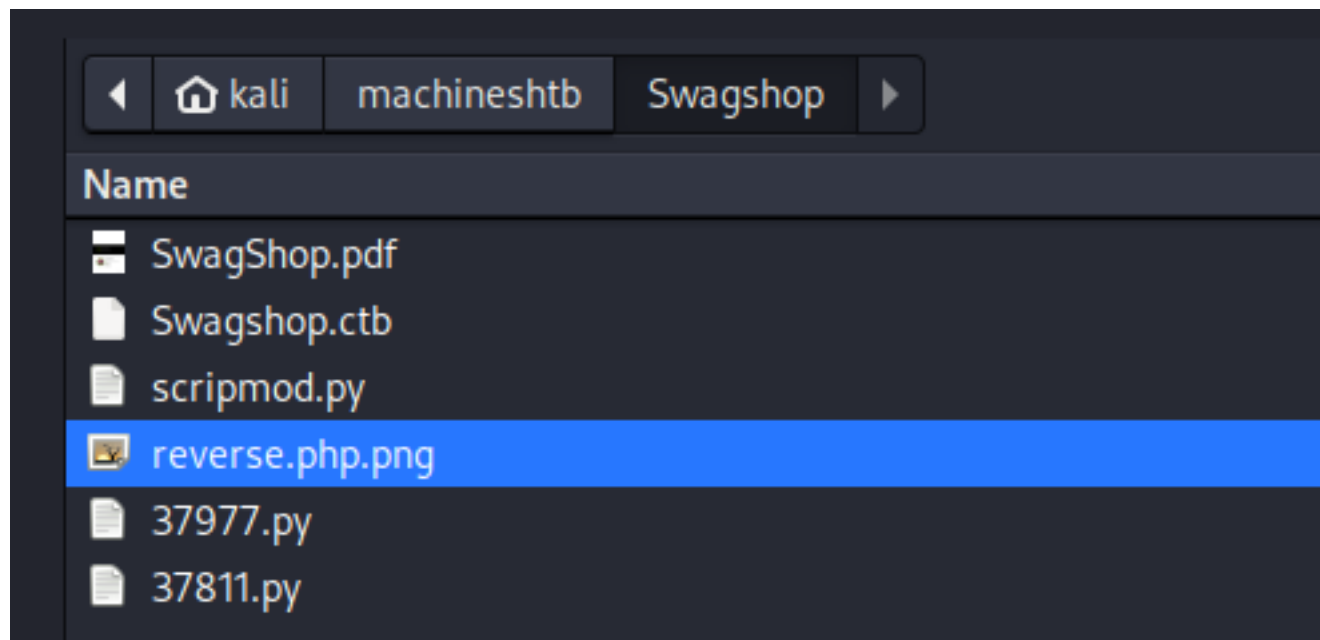 kali machineshtb Swagshop
Name
SwagShop.pdf
Swagshop.ctb
scripmod.py
reverse.php.png
37977.py
37811.py